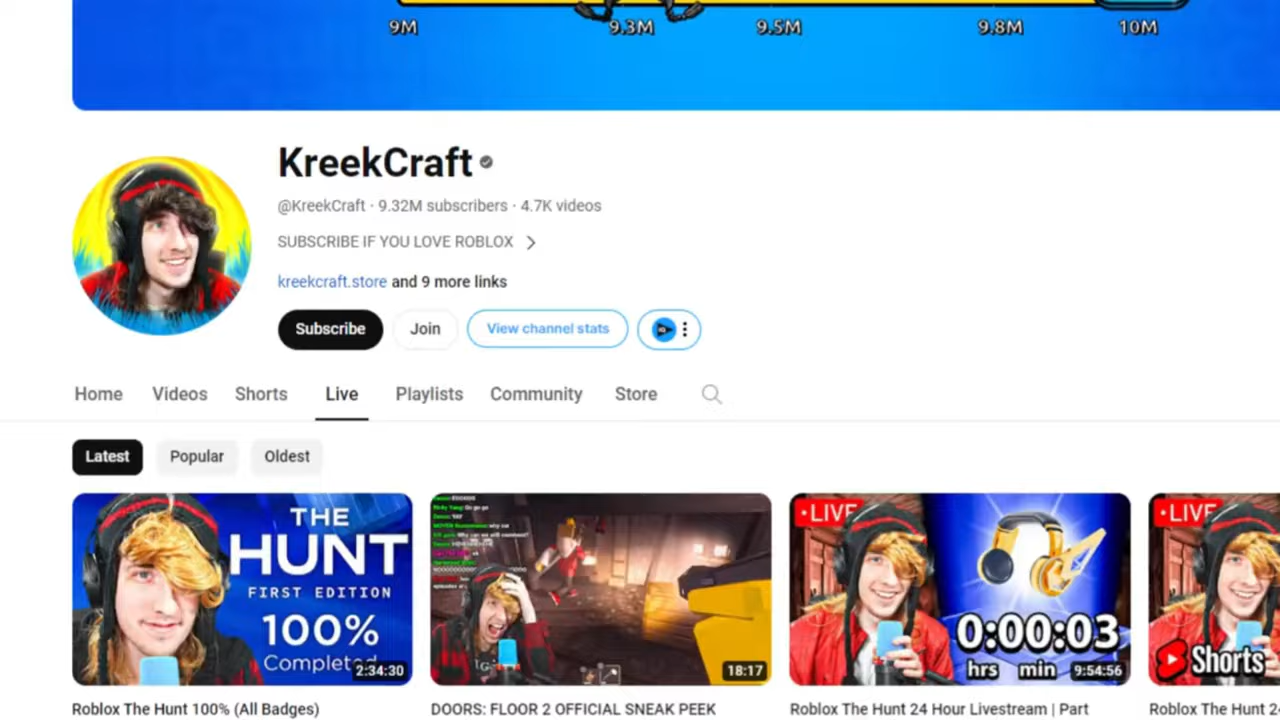 9M 9.3M 9.5M 9.8M 10M
KreekCraft
@KreekCraft · 9.32M subscribers · 4.7K videos
SUBSCRIBE IF YOU LOVE ROBLOX
kreekcraft.store and 9 more links
Subscribe Join View channel stats
Home Videos Shorts Live Playlists Community Store
Latest Popular Oldest
THE
HUNT
FIRST EDITION
100%
Completed
2:34:30
18:17
•LIVE
0:00:03
hrs min
9:54:56
•LIVE
Shorts
Roblox The Hunt 100% (All Badges)
DOORS: FLOOR 2 OFFICIAL SNEAK PEEK
Roblox The Hunt 24 Hour Livestream | Part
Roblox The Hunt 2